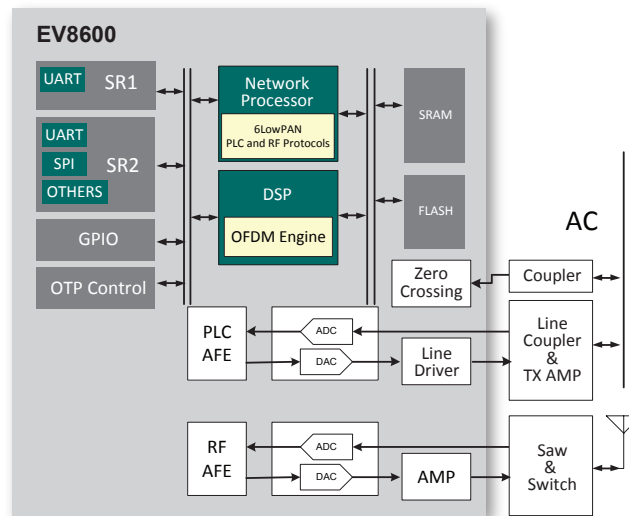 EV8600
UART
SR1
UART
SPI
OTHERS
SR2
GPIO
OTP Control
Network
Processor
6LowPAN
PLC and RF Protocols
DSP
OFDM Engine
SRAM
FLASH
AC
Zero
Crossing
Coupler
PLC
AFE
ADC
DAC
Line
Driver
Line
Coupler
&
TX AMP
RF
AFE
ADC
DAC
AMP
Saw
&
Switch